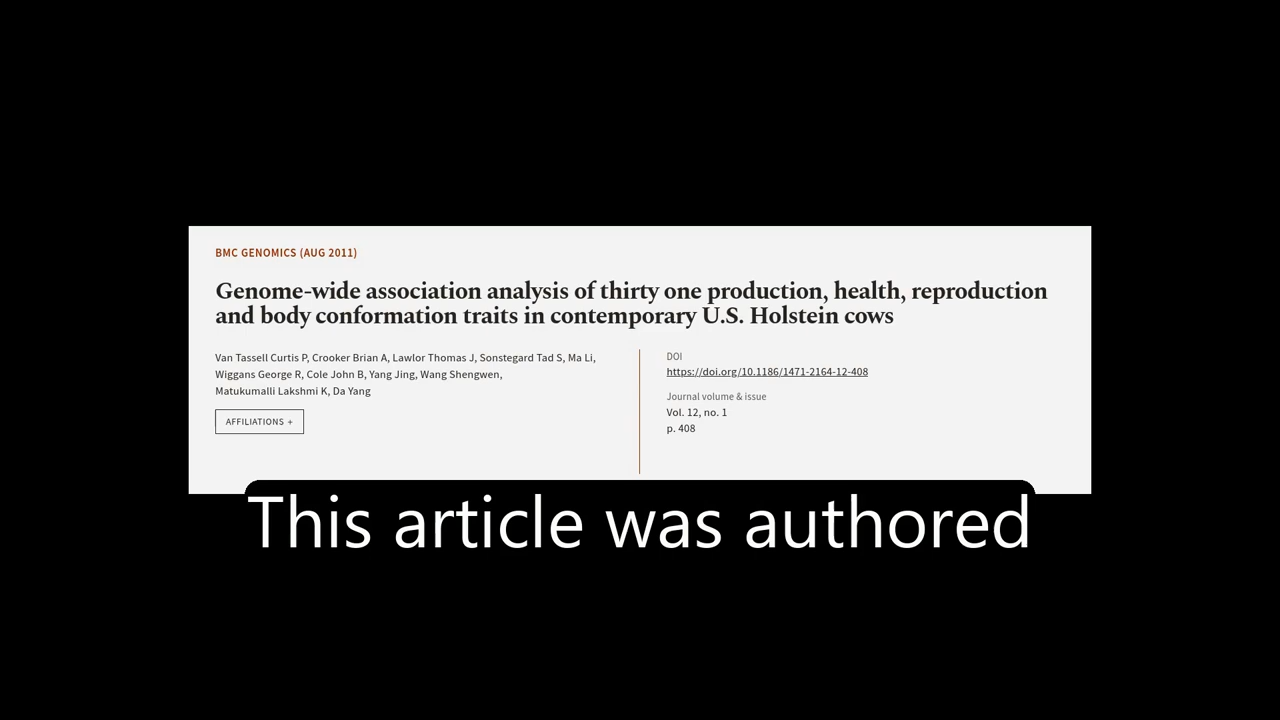 BMC GENOMICS (AUG 2011)
Genome-wide association analysis of thirty one production, health, reproduction
and body conformation traits in contemporary U.S. Holstein cows
Van Tassell Curtis P, Crooker Brian A, Lawlor Thomas J, Sonstegard Tad S, Ma Li,
Wiggans George R, Cole John B, Yang Jing, Wang Shengwen,
Matukumalli Lakshmi K, Da Yang
AFFILIATIONS +
DOI
https://doi.org/10.1186/1471-2164-12-408
Journal volume & issue
Vol. 12, no. 1
p. 408
This article was authored